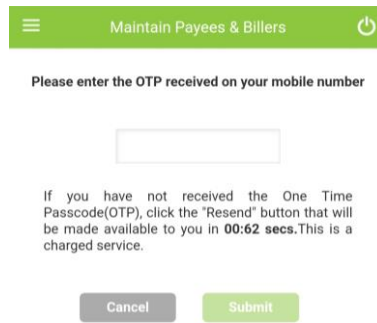 Maintain Payees & Billers
Please enter the OTP received on your mobile number
If you have not received the One Time
Passcode(OTP), click the "Resend" button that will
be made available to you in 00:62 secs.This is a
charged service.
Cancel Submit